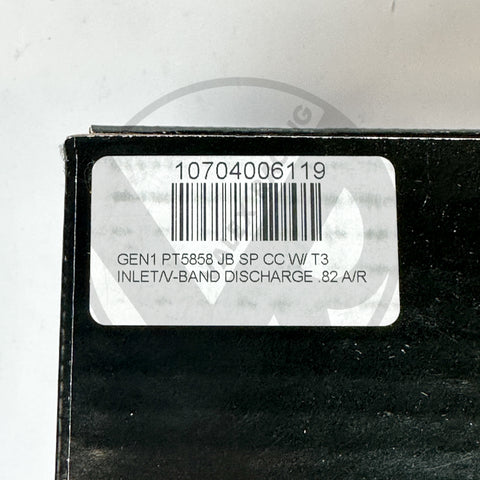 10704006119
GEN1 PT5858 JB SP CC W/ T3
INLET/V-BAND DISCHARGE .82 A/R